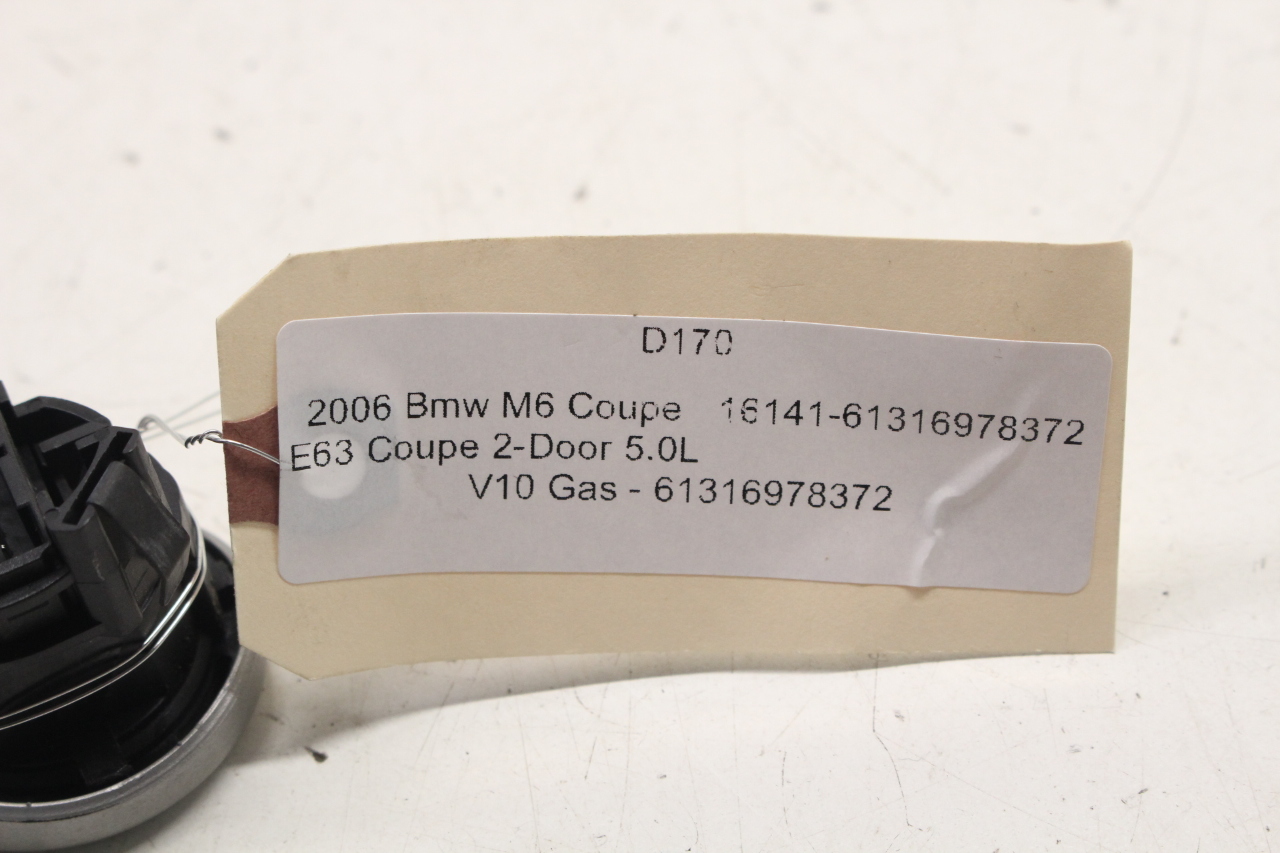 D170
2006 Bmw M6 Coupe 16141-61316978372
E63 Coupe 2-Door 5.0L
V10 Gas - 61316978372